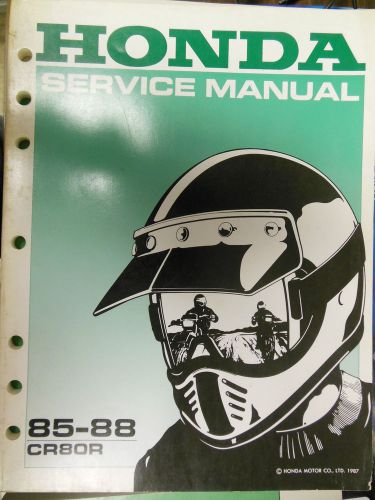 HONDA
SERVICE MANUAL
85-88
CR80R
© HONDA MOTOR CO., LTD. 1987